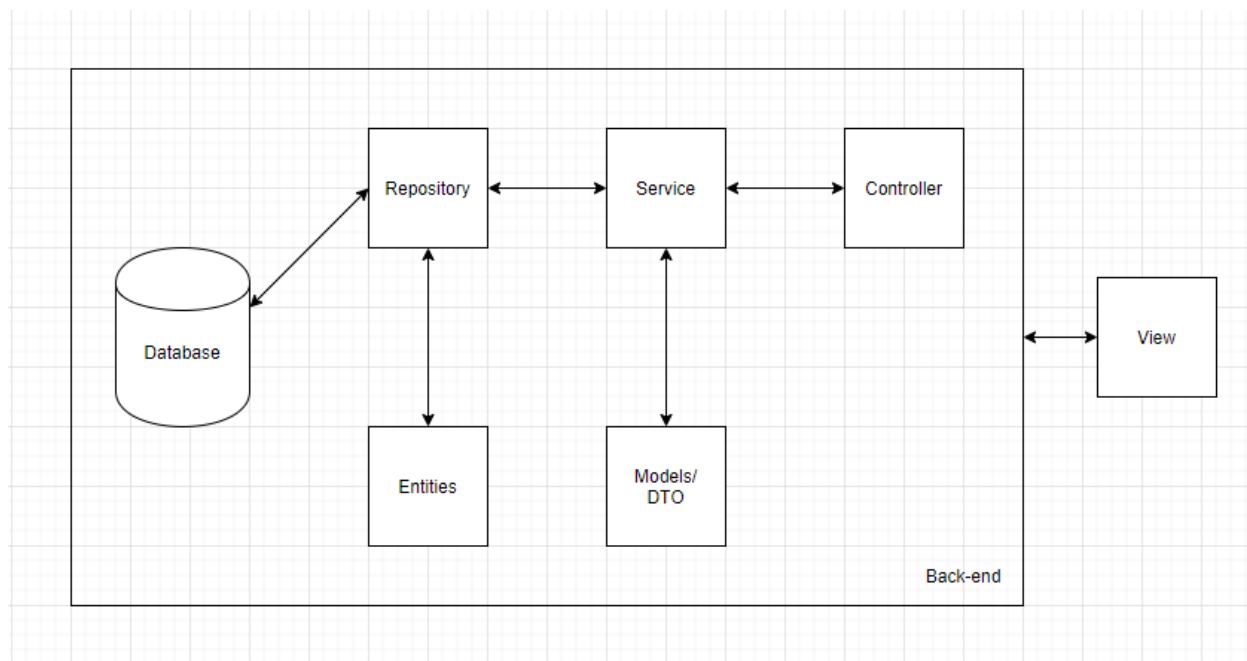 Repository
Service
Controller
Database
View
Entities
Models/
DTO
Back-end